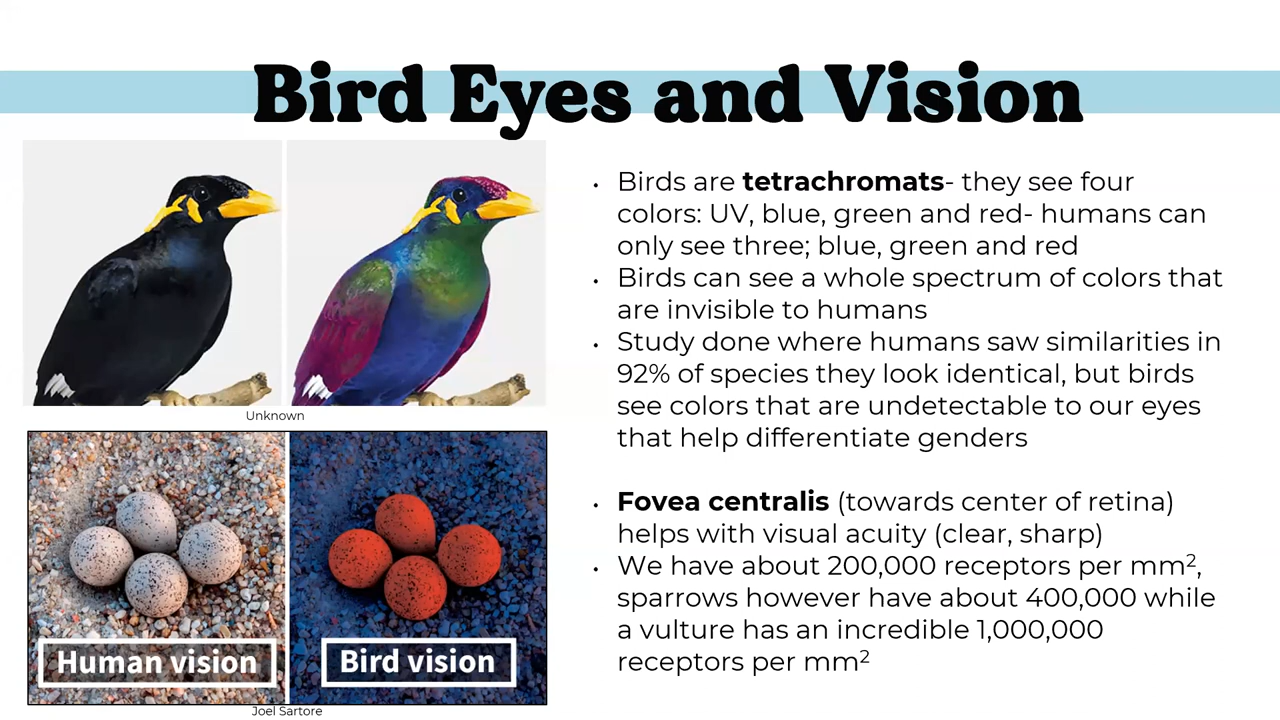 Bird Eyes and Vision
Unknown
Human vision
Bird vision
Joel Sartore
• Birds are tetrachromats- they see four
colors: UV, blue, green and red- humans can
only see three; blue, green and red
• Birds can see a whole spectrum of colors that
are invisible to humans
• Study done where humans saw similarities in
92% of species they look identical, but birds
see colors that are undetectable to our eyes
that help differentiate genders
• Fovea centralis (towards center of retina)
helps with visual acuity (clear, sharp)
• We have about 200,000 receptors per mm²,
sparrows however have about 400,000 while
a vulture has an incredible 1,000,000
receptors per mm²